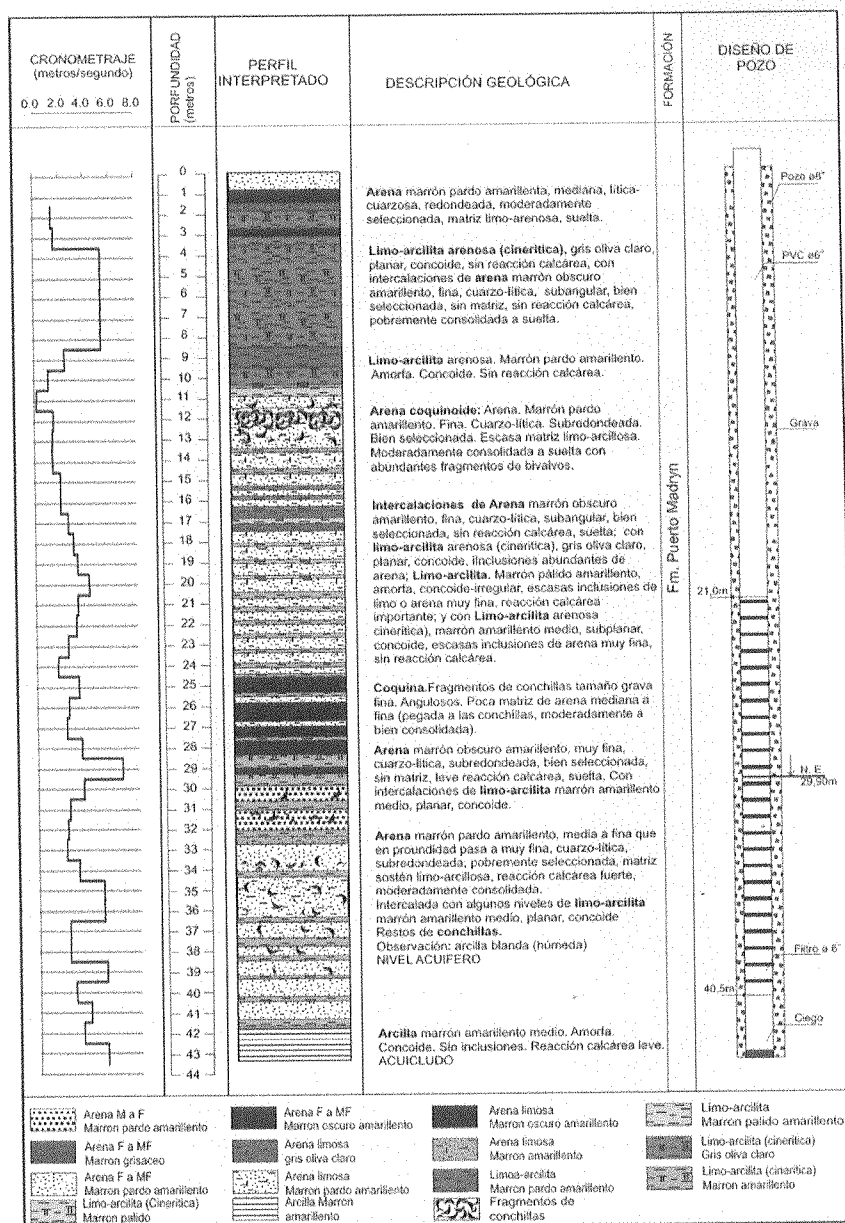 CRONOMETRAJE
(metros/segundo)
0.0 2.0 4.0 6.0 8.0
PORFUNDIDAD
(metros)
PERFIL
INTERPRETADO
DESCRIPCIÓN GEOLÓGICA
FORMACIÓN
DISEÑO DE
POZO
0
1
2
3
4
5
6
7
8
9
10
11
12
13
14
15
16
17
18
19
20
21
22
23
24
25
26
27
28
29
30
31
32
33
34
35
36
37
38
39
40
41
42
43
44
Arena marrón pardo amarillenta, mediana, lítica-
cuarzosa, redondeada, moderadamente
seleccionada, matriz limo-arenosa, suelta.
Limo-arcilita arenosa (cinerítica), gris oliva claro,
planar, concoide, sin reacción calcárea, con
intercalaciones de arena marrón obscuro
amarillento, fina, cuarzo-lítica, subangular, bien
seleccionada, sin matriz, sin reacción calcárea,
pobremente consolidada a suelta.
Limo-arcilita arenosa. Marrón pardo amarillento.
Amorfa. Concoide. Sin reacción calcárea.
Arena coquinoide: Arena. Marrón pardo
amarillento. Fina. Cuarzo-lítica. Subredondeada.
Bien seleccionada. Escasa matriz limo-arcillosa.
Moderadamente consolidada a suelta con
abundantes fragmentos de bivalvos.
Intercalaciones de Arena marrón obscuro
amarillento, fina, cuarzo-lítica, subangular, bien
seleccionada, sin reacción calcárea, suelta; con
limo-arcilita arenosa (cinerítica), gris oliva claro,
planar, concoide, iInclusiones abundantes de
arena; Limo-arcilita. Marrón pálido amarillento,
amorfa, concoide-irregular, escasas inclusiones de
limo o arena muy fina, reacción calcárea
importante; y con Limo-arcilita arenosa
cinerítica), marrón amarillento medio, subplanar,
concoide, escasas inclusiones de arena muy fina,
sin reacción calcárea.
Coquina.Fragmentos de conchillas tamaño grava
fina. Angulosos. Poca matriz de arena mediana a
fina (pegada a las conchillas, moderadamente a
bien consolidada).
Arena marrón obscuro amarillento, muy fina,
cuarzo-lítica, subredondeada, bien seleccionada,
sin matriz, leve reacción calcárea, suelta. Con
intercalaciones de limo-arcilita marrón amarillento
medio, planar, concoide.
Arena marrón pardo amarillento, media a fina que
en proundidad pasa a muy fina, cuarzo-lítica,
subredondeada, pobremente seleccionada, matriz
sostén limo-arcillosa, reacción calcárea fuerte,
moderadamente consolidada.
Intercalada con algunos niveles de limo-arcilita
marrón amarillento medio, planar, concoide
Restos de conchillas.
Observación: arcilla blanda (húmeda)
NIVEL ACUIFERO
Arcilla marrón amarillento medio. Amorfa.
Concoide. Sin inclusiones. Reacción calcárea leve.
ACUICLUDO
Fm. Puerto Madryn
Pozo ø8"
PVC ø6"
Grava
21,0m
N. E.
29,90m
Filtro ø 6"
40,5m
Ciego
Arena M a F
Marron pardo amarillento
Arena F a MF
Marron oscuro amarillento
Arena limosa
Marron oscuro amarillento
Limo-arcilita
Marron palido amarillento
Arena F a MF
Marron grisaceo
Arena limosa
gris oliva claro
Arena limosa
Marron amarillento
Limo-arcilita (cineritica)
Gris oliva claro
Arena F a MF
Marron pardo amarillento
Arena limosa
Marron pardo amarillento
Limoa-arcilita
Marron pardo amarillento
Limo-arcilita (cineritica)
Marron amarillento
Limo-arcilita (Cineritica)
Marron palido
Arcilla Marron
amarillento
Fragmentos de
conchillas